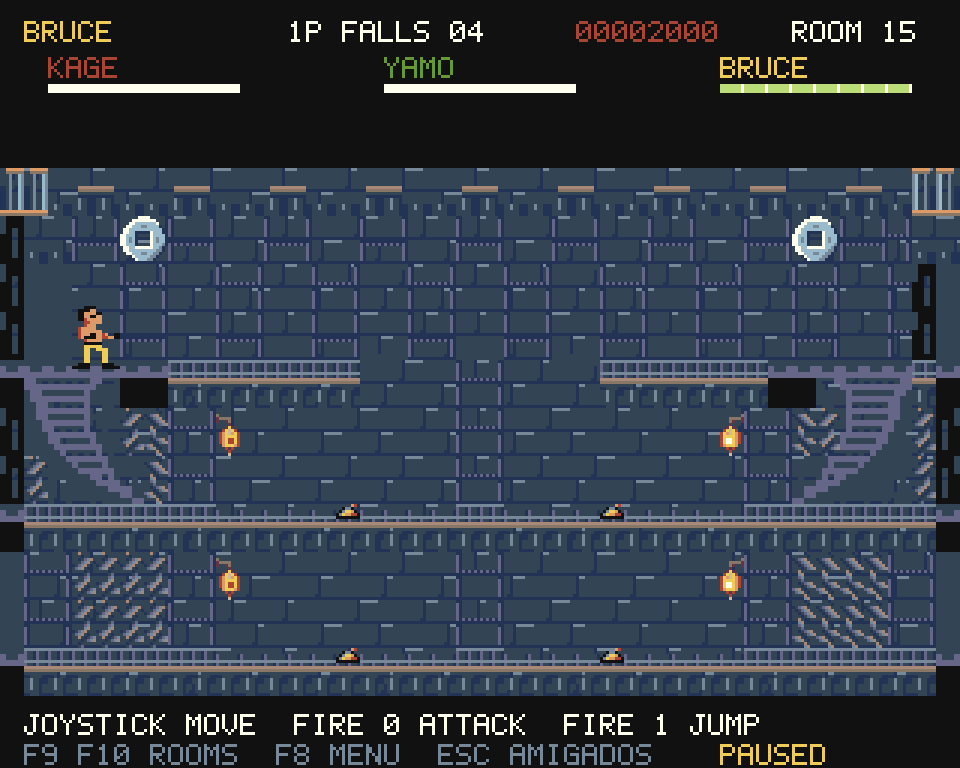 BRUCE 1P FALLS 04 00002000 ROOM 15
KAGE YAMO BRUCE
JOYSTICK MOVE FIRE 0 ATTACK FIRE 1 JUMP
F9 F10 ROOMS F8 MENU ESC AMIGADOS PAUSED